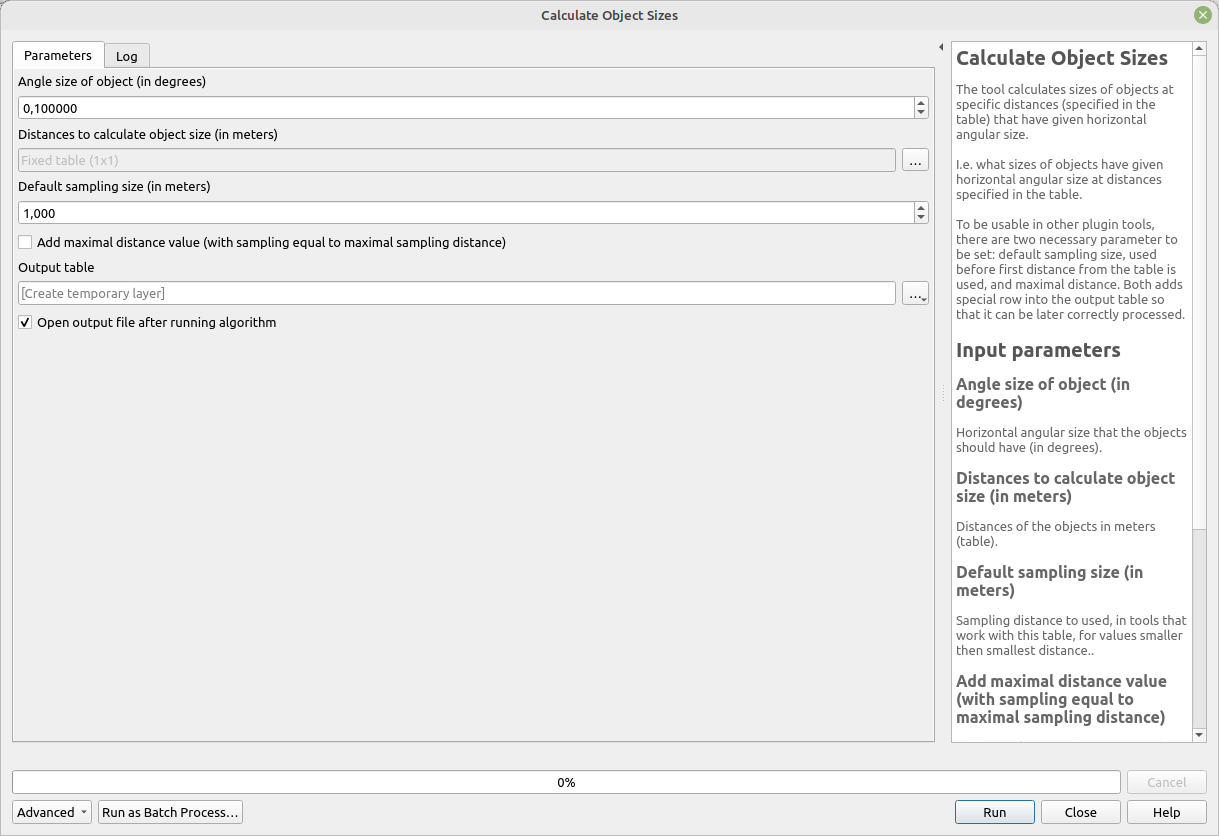 Calculate Object Sizes
Parameters
Log
Angle size of object (in degrees)
0,100000
Distances to calculate object size (in meters)
Fixed table (1x1)
...
Default sampling size (in meters)
1,000
Add maximal distance value (with sampling equal to maximal sampling distance)
Output table
[Create temporary layer]
...
Open output file after running algorithm
Calculate Object Sizes
The tool calculates sizes of objects at
specific distances (specified in the
table) that have given horizontal
angular size.
I.e. what sizes of objects have given
horizontal angular size at distances
specified in the table.
To be usable in other plugin tools,
there are two necessary parameter to
be set: default sampling size, used
before first distance from the table is
used, and maximal distance. Both adds
special row into the output table so
that it can be later correctly processed.
Input parameters
Angle size of object (in
degrees)
Horizontal angular size that the objects
should have (in degrees).
Distances to calculate object
size (in meters)
Distances of the objects in meters
(table).
Default sampling size (in
meters)
Sampling distance to used, in tools that
work with this table, for values smaller
then smallest distance..
Add maximal distance value
(with sampling equal to
maximal sampling distance)
0%
Cancel
Advanced
Run as Batch Process...
Run
Close
Help